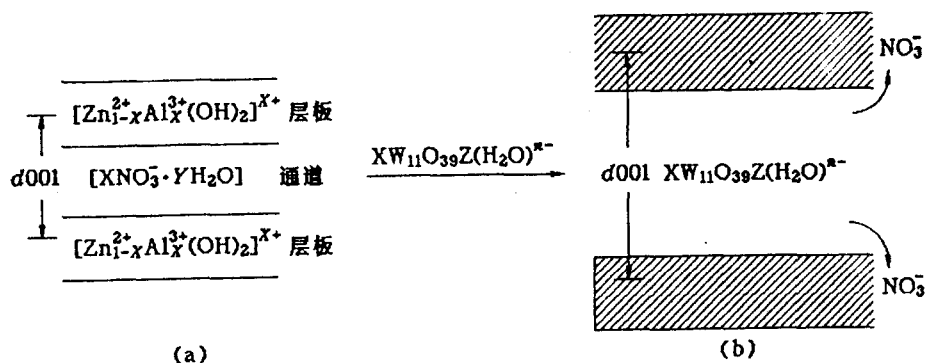 [Zn²⁺₁₋ₓAl³⁺ₓ(OH)₂]ˣ⁺ 层板
d001 [XNO₃⁻·YH₂O] 通道
[Zn²⁺₁₋ₓAl³⁺ₓ(OH)₂]ˣ⁺ 层板
(a)
XW₁₁O₃₉Z(H₂O)ⁿ⁻
NO₃⁻
d001 XW₁₁O₃₉Z(H₂O)ⁿ⁻
NO₃⁻
(b)